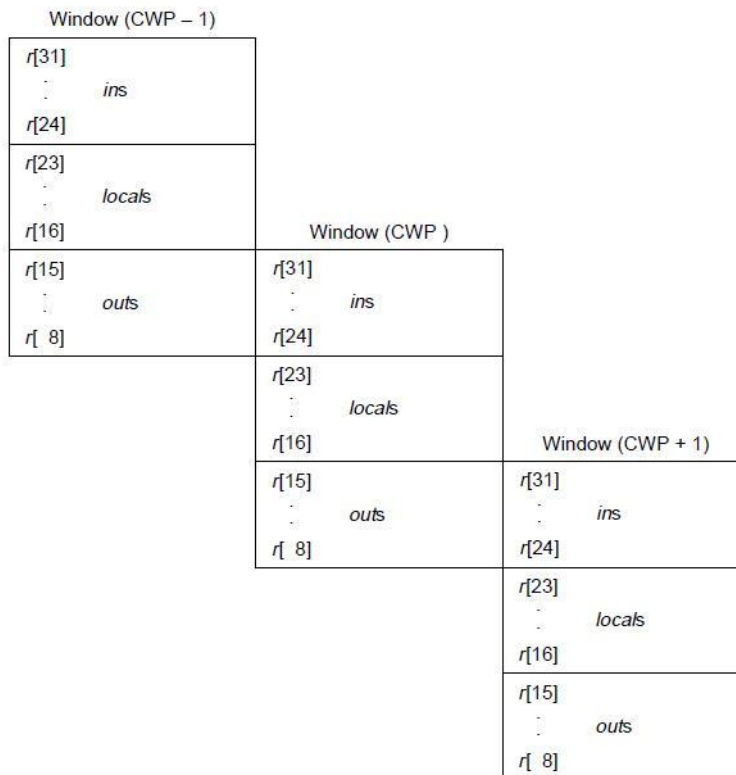 Window (CWP – 1)
r[31]
.
.
ins
r[24]
r[23]
.
.
locals
r[16]
Window (CWP )
r[15]
.
.
outs
r[ 8]
r[31]
.
.
ins
r[24]
r[23]
.
.
locals
r[16]
Window (CWP + 1)
r[15]
.
.
outs
r[ 8]
r[31]
.
.
ins
r[24]
r[23]
.
.
locals
r[16]
r[15]
.
.
outs
r[ 8]